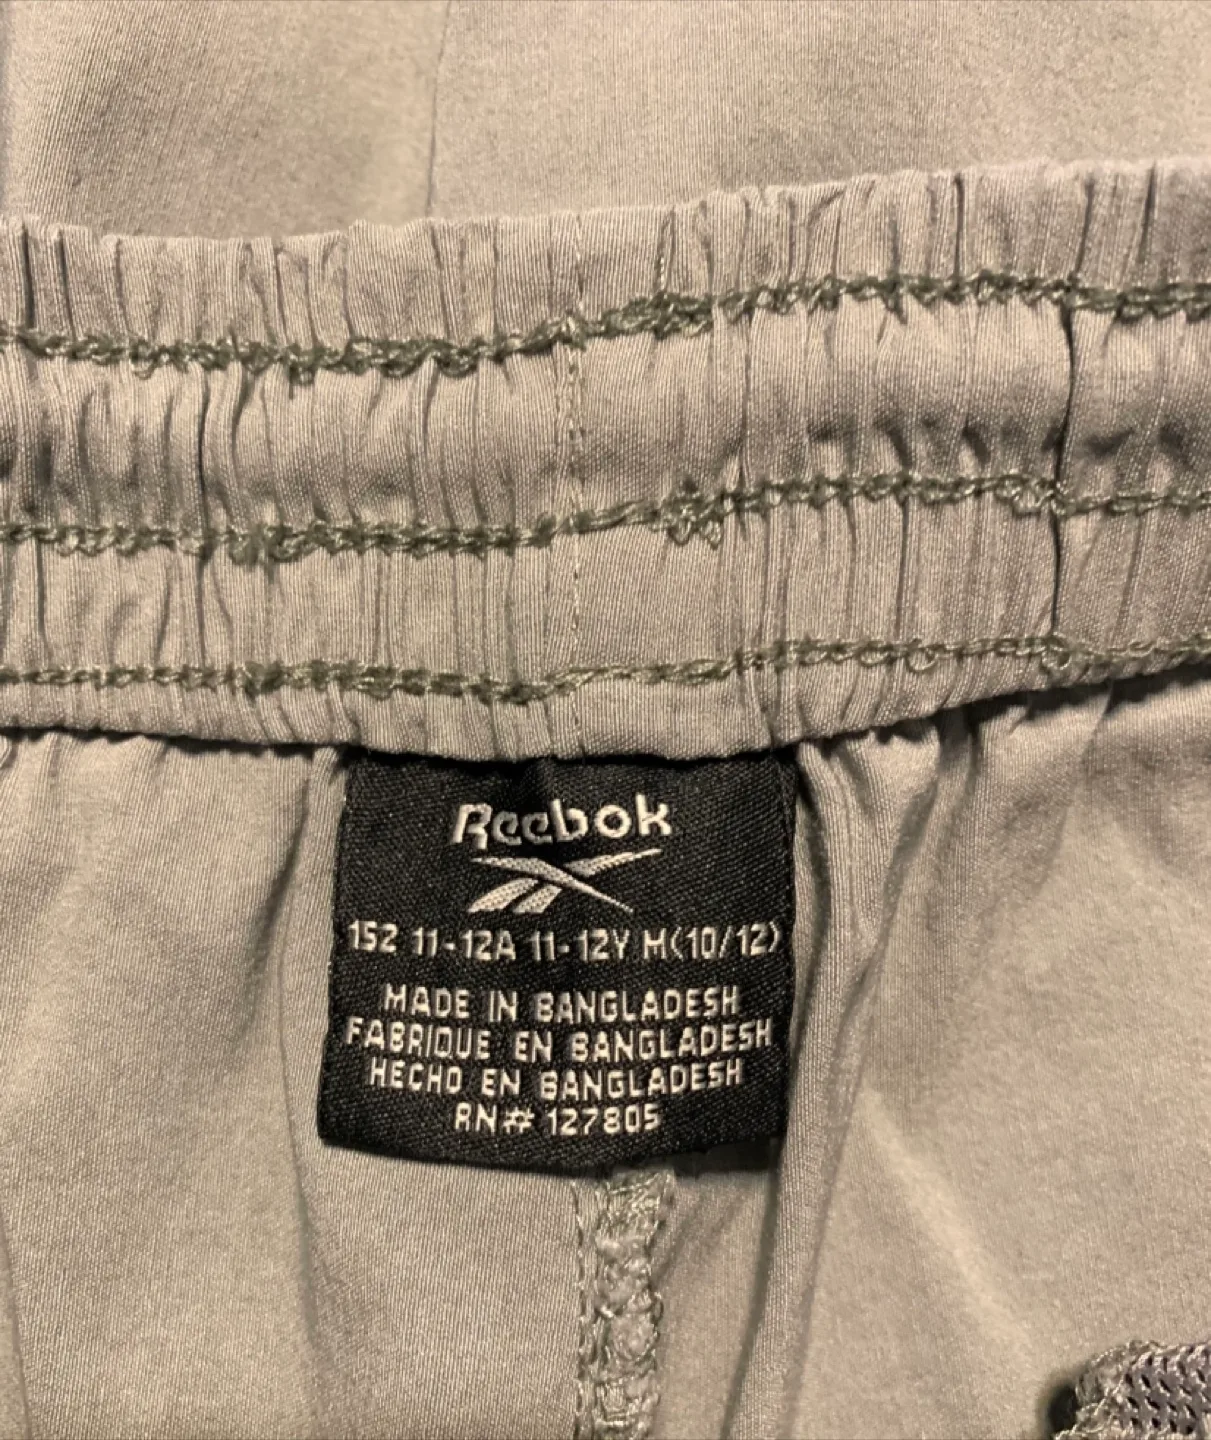 Reebok
152 11-12A 11-12Y M(10/12)
MADE IN BANGLADESH
FABRIQUE EN BANGLADESH
HECHO EN BANGLADESH
RN# 127805